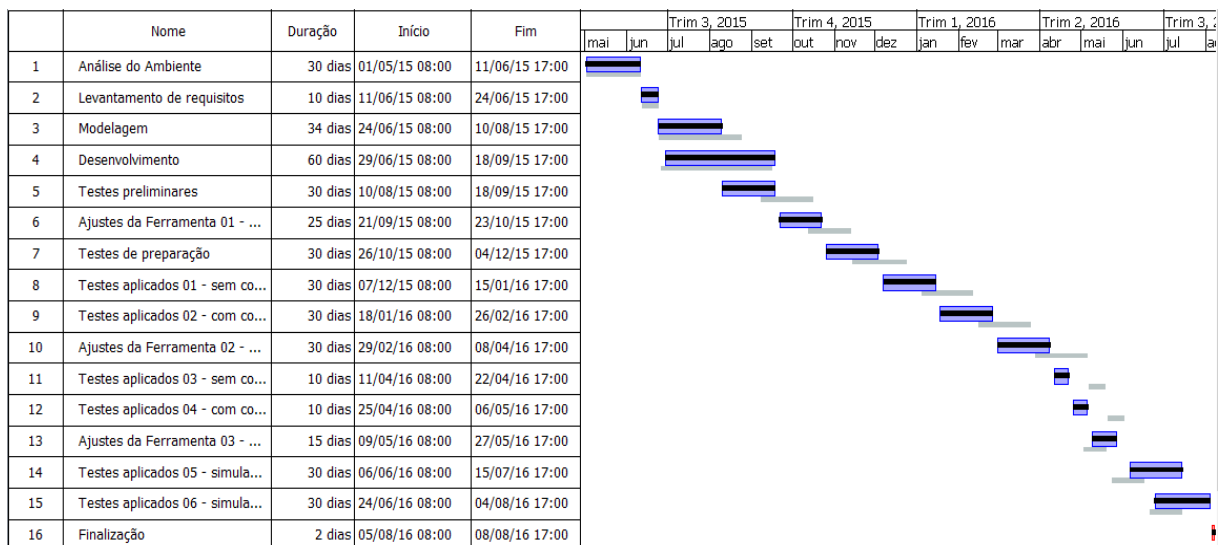 Nome Duração Início Fim Trim 3, 2015 Trim 4, 2015 Trim 1, 2016 Trim 2, 2016 Trim 3,
mai jun jul ago set out nov dez jan fev mar abr mai jun jul
1 Análise do Ambiente 30 dias 01/05/15 08:00 11/06/15 17:00
2 Levantamento de requisitos 10 dias 11/06/15 08:00 24/06/15 17:00
3 Modelagem 34 dias 24/06/15 08:00 10/08/15 17:00
4 Desenvolvimento 60 dias 29/06/15 08:00 18/09/15 17:00
5 Testes preliminares 30 dias 10/08/15 08:00 18/09/15 17:00
6 Ajustes da Ferramenta 01 - ... 25 dias 21/09/15 08:00 23/10/15 17:00
7 Testes de preparação 30 dias 26/10/15 08:00 04/12/15 17:00
8 Testes aplicados 01 - sem co... 30 dias 07/12/15 08:00 15/01/16 17:00
9 Testes aplicados 02 - com co... 30 dias 18/01/16 08:00 26/02/16 17:00
10 Ajustes da Ferramenta 02 - ... 30 dias 29/02/16 08:00 08/04/16 17:00
11 Testes aplicados 03 - sem co... 10 dias 11/04/16 08:00 22/04/16 17:00
12 Testes aplicados 04 - com co... 10 dias 25/04/16 08:00 06/05/16 17:00
13 Ajustes da Ferramenta 03 - ... 15 dias 09/05/16 08:00 27/05/16 17:00
14 Testes aplicados 05 - simula... 30 dias 06/06/16 08:00 15/07/16 17:00
15 Testes aplicados 06 - simula... 30 dias 24/06/16 08:00 04/08/16 17:00
16 Finalização 2 dias 05/08/16 08:00 08/08/16 17:00